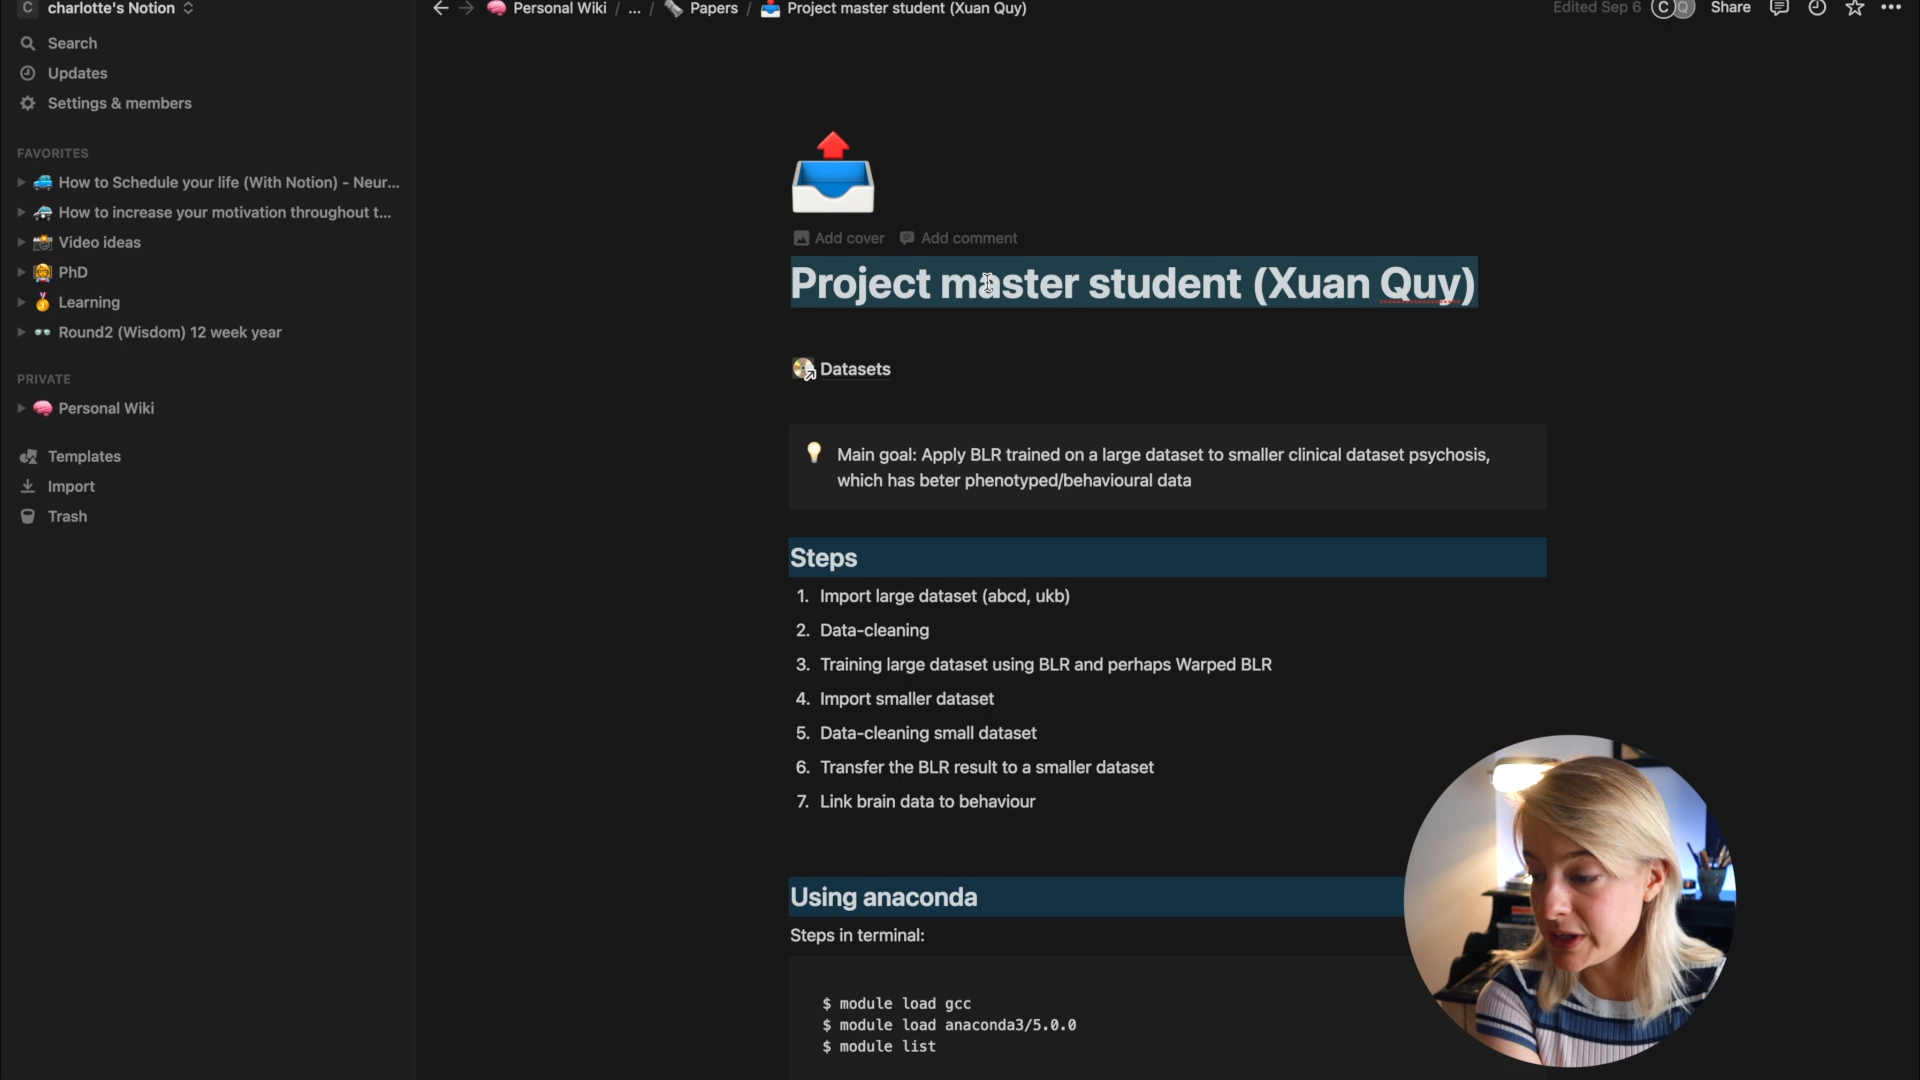 C charlotte's Notion
Search
Updates
Settings & members
FAVORITES
How to Schedule your life (With Notion) - Neur...
How to increase your motivation throughout t...
Video ideas
PhD
Learning
Round2 (Wisdom) 12 week year
PRIVATE
Personal Wiki
Templates
Import
Trash
Personal Wiki / ... / Papers / Project master student (Xuan Quy)
Edited Sep 6 C Q Share
Add cover Add comment
Project master student (Xuan Quy)
Datasets
Main goal: Apply BLR trained on a large dataset to smaller clinical dataset psychosis,
which has beter phenotyped/behavioural data
Steps
1. Import large dataset (abcd, ukb)
2. Data-cleaning
3. Training large dataset using BLR and perhaps Warped BLR
4. Import smaller dataset
5. Data-cleaning small dataset
6. Transfer the BLR result to a smaller dataset
7. Link brain data to behaviour
Using anaconda
Steps in terminal:
$ module load gcc
$ module load anaconda3/5.0.0
$ module list